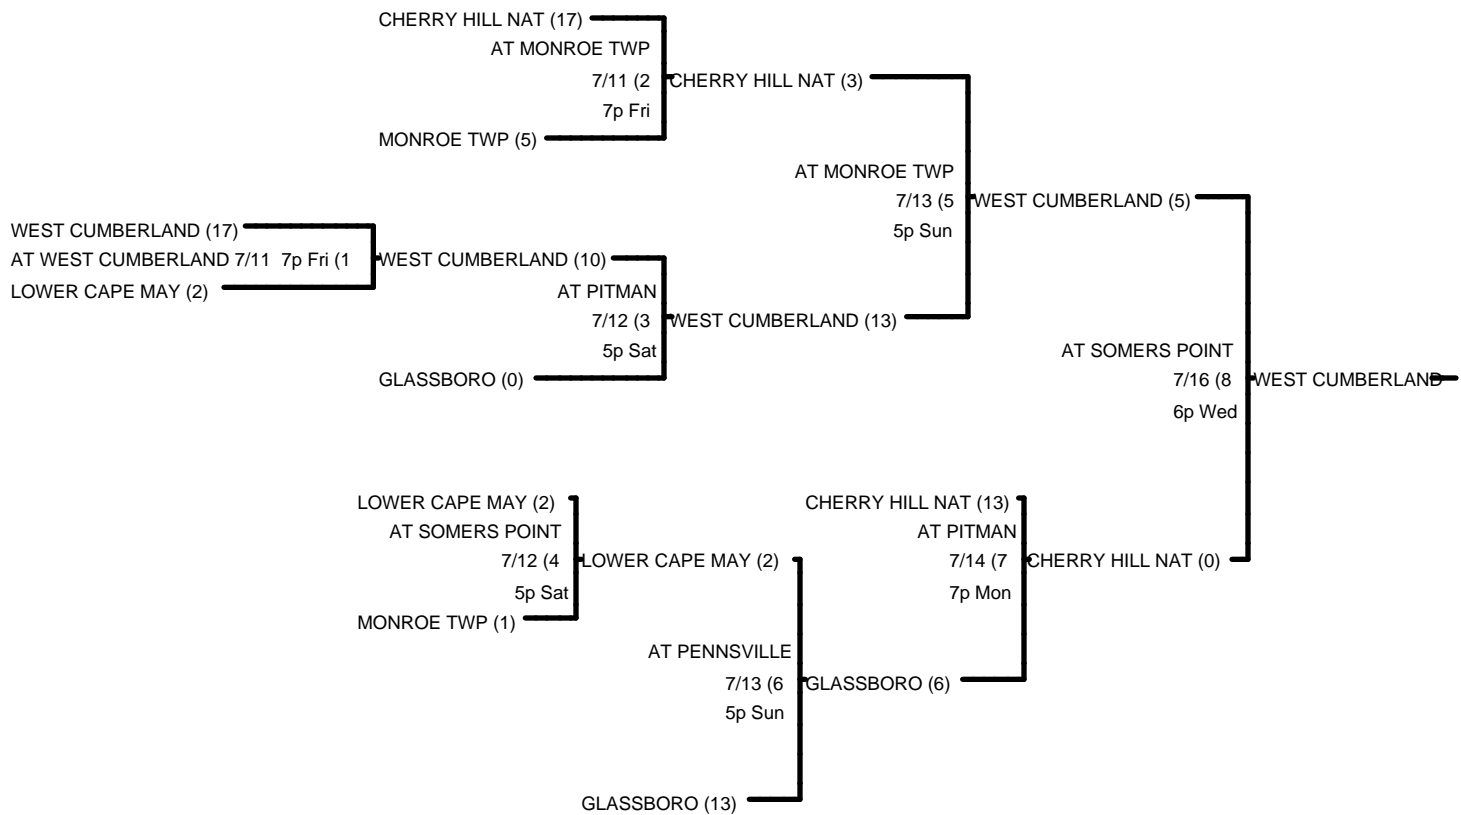 CHERRY HILL NAT (17)
AT MONROE TWP
7/11 (2
7p Fri
CHERRY HILL NAT (3)
MONROE TWP (5)
AT MONROE TWP
7/13 (5
5p Sun
WEST CUMBERLAND (5)
WEST CUMBERLAND (17)
AT WEST CUMBERLAND 7/11 7p Fri (1
LOWER CAPE MAY (2)
WEST CUMBERLAND (10)
AT PITMAN
7/12 (3
5p Sat
WEST CUMBERLAND (13)
GLASSBORO (0)
AT SOMERS POINT
7/16 (8
6p Wed
WEST CUMBERLAND
LOWER CAPE MAY (2)
AT SOMERS POINT
7/12 (4
5p Sat
LOWER CAPE MAY (2)
MONROE TWP (1)
CHERRY HILL NAT (13)
AT PITMAN
7/14 (7
7p Mon
CHERRY HILL NAT (0)
AT PENNSVILLE
7/13 (6
5p Sun
GLASSBORO (6)
GLASSBORO (13)